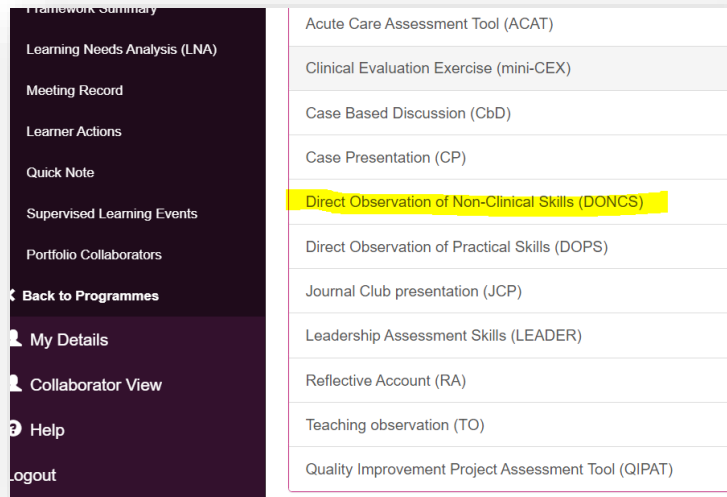 Framework Summary
Learning Needs Analysis (LNA)
Meeting Record
Learner Actions
Quick Note
Supervised Learning Events
Portfolio Collaborators
Back to Programmes
My Details
Collaborator View
Help
Logout
Acute Care Assessment Tool (ACAT)
Clinical Evaluation Exercise (mini-CEX)
Case Based Discussion (CbD)
Case Presentation (CP)
Direct Observation of Non-Clinical Skills (DONCS)
Direct Observation of Practical Skills (DOPS)
Journal Club presentation (JCP)
Leadership Assessment Skills (LEADER)
Reflective Account (RA)
Teaching observation (TO)
Quality Improvement Project Assessment Tool (QIPAT)